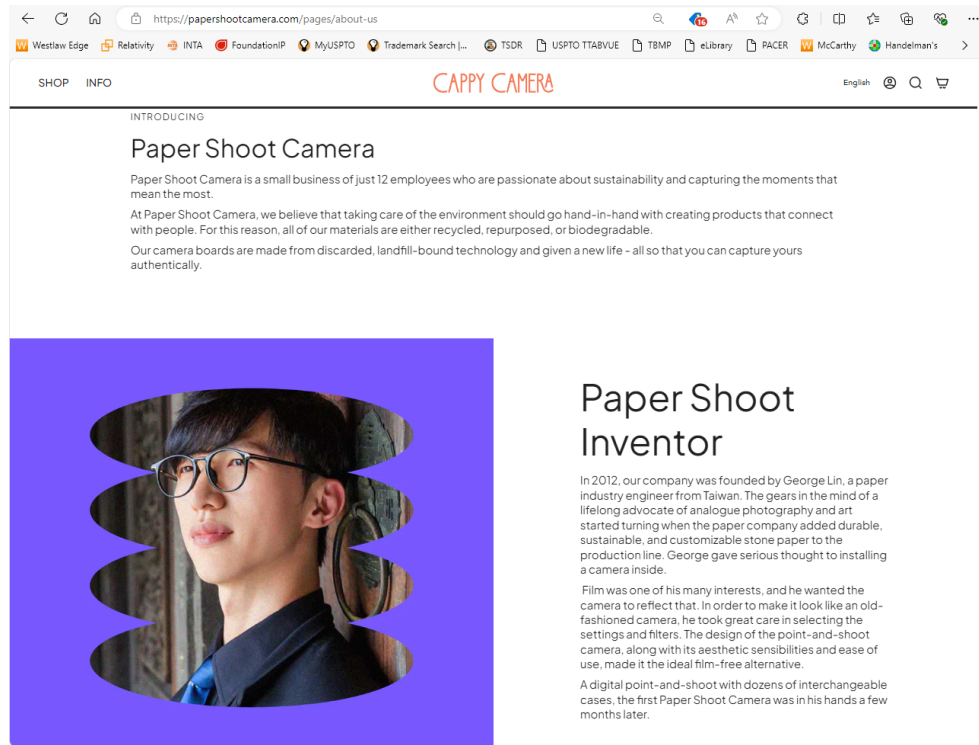 https://papershootcamera.com/pages/about-us
16
Westlaw Edge Relativity INTA FoundationIP MyUSPTO Trademark Search |... TSDR USPTO TTABVUE TBMP eLibrary PACER McCarthy Handelman's
SHOP INFO CAPPY CAMERA English
INTRODUCING
Paper Shoot Camera
Paper Shoot Camera is a small business of just 12 employees who are passionate about sustainability and capturing the moments that
mean the most.
At Paper Shoot Camera, we believe that taking care of the environment should go hand-in-hand with creating products that connect
with people. For this reason, all of our materials are either recycled, repurposed, or biodegradable.
Our camera boards are made from discarded, landfill-bound technology and given a new life - all so that you can capture yours
authentically.
Paper Shoot
Inventor
In 2012, our company was founded by George Lin, a paper
industry engineer from Taiwan. The gears in the mind of a
lifelong advocate of analogue photography and art
started turning when the paper company added durable,
sustainable, and customizable stone paper to the
production line. George gave serious thought to installing
a camera inside.
Film was one of his many interests, and he wanted the
camera to reflect that. In order to make it look like an old-
fashioned camera, he took great care in selecting the
settings and filters. The design of the point-and-shoot
camera, along with its aesthetic sensibilities and ease of
use, made it the ideal film-free alternative.
A digital point-and-shoot with dozens of interchangeable
cases, the first Paper Shoot Camera was in his hands a few
months later.